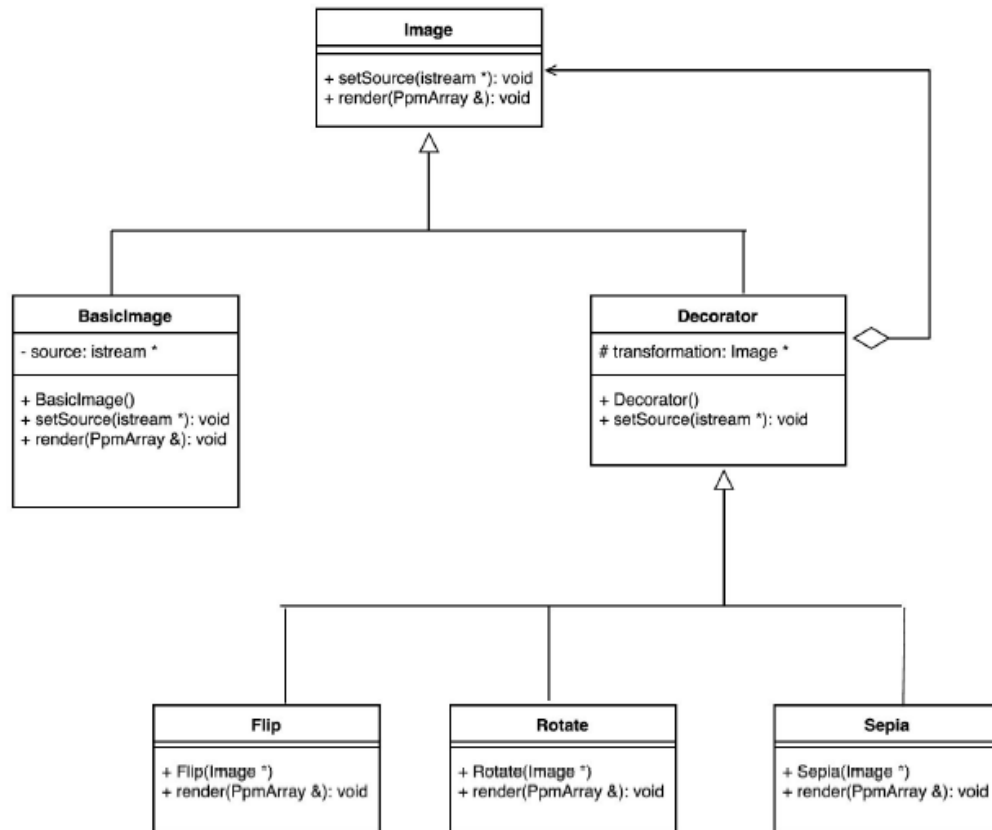 Image
+ setSource(istream *): void
+ render(PpmArray &): void
BasicImage
- source: istream *
+ BasicImage()
+ setSource(istream *): void
+ render(PpmArray &): void
Decorator
# transformation: Image *
+ Decorator()
+ setSource(istream *): void
Flip
+ Flip(Image *)
+ render(PpmArray &): void
Rotate
+ Rotate(Image *)
+ render(PpmArray &): void
Sepia
+ Sepia(Image *)
+ render(PpmArray &): void